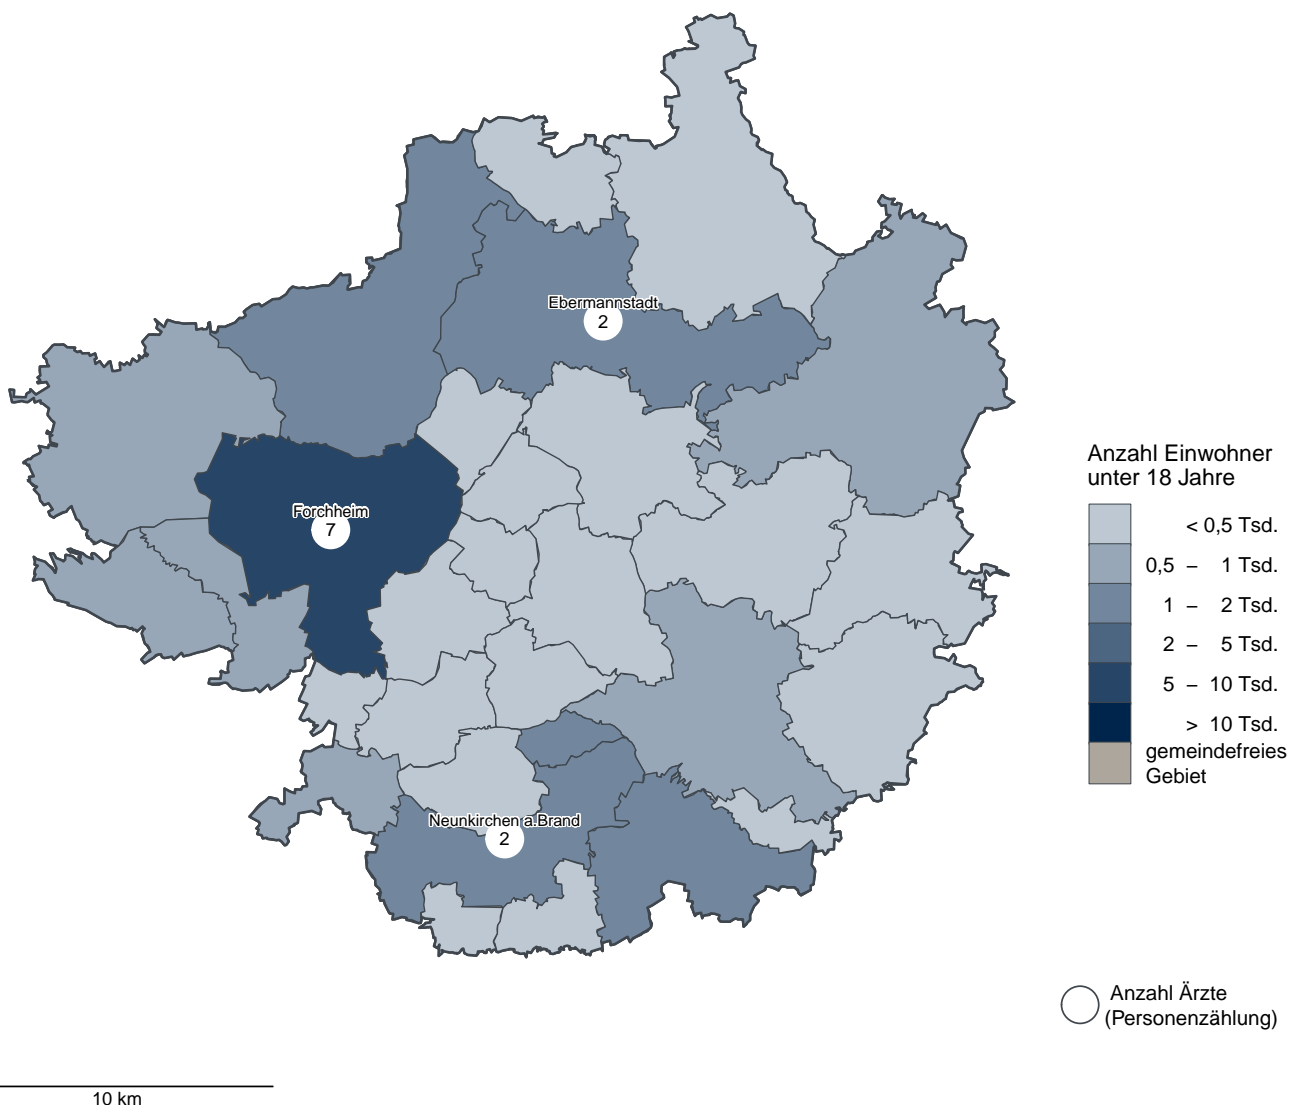 Ebermannstadt
2
Forchheim
7
Neunkirchen a.Brand
2
Anzahl Einwohner
unter 18 Jahre
< 0,5 Tsd.
0,5 – 1 Tsd.
1 – 2 Tsd.
2 – 5 Tsd.
5 – 10 Tsd.
> 10 Tsd.
gemeindefreies
Gebiet
Anzahl Ärzte
(Personenzählung)
10 km